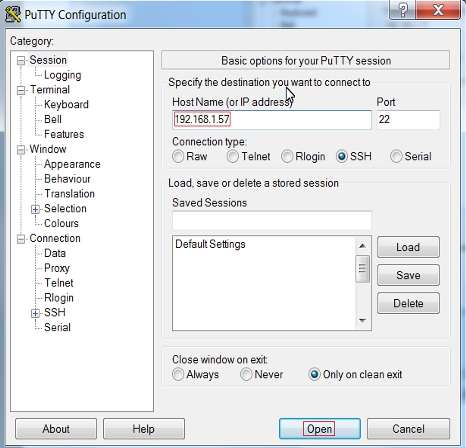 PuTTY Configuration
?
X
Category:
Session
Logging
Terminal
Keyboard
Bell
Features
Window
Appearance
Behaviour
Translation
Selection
Colours
Connection
Data
Proxy
Telnet
Rlogin
SSH
Serial
Basic options for your PuTTY session
Specify the destination you want to connect to
Host Name (or IP address) Port
192.168.1.57 22
Connection type:
Raw Telnet Rlogin SSH Serial
Load, save or delete a stored session
Saved Sessions
Default Settings
Load
Save
Delete
Close window on exit:
Always Never Only on clean exit
About Help Open Cancel